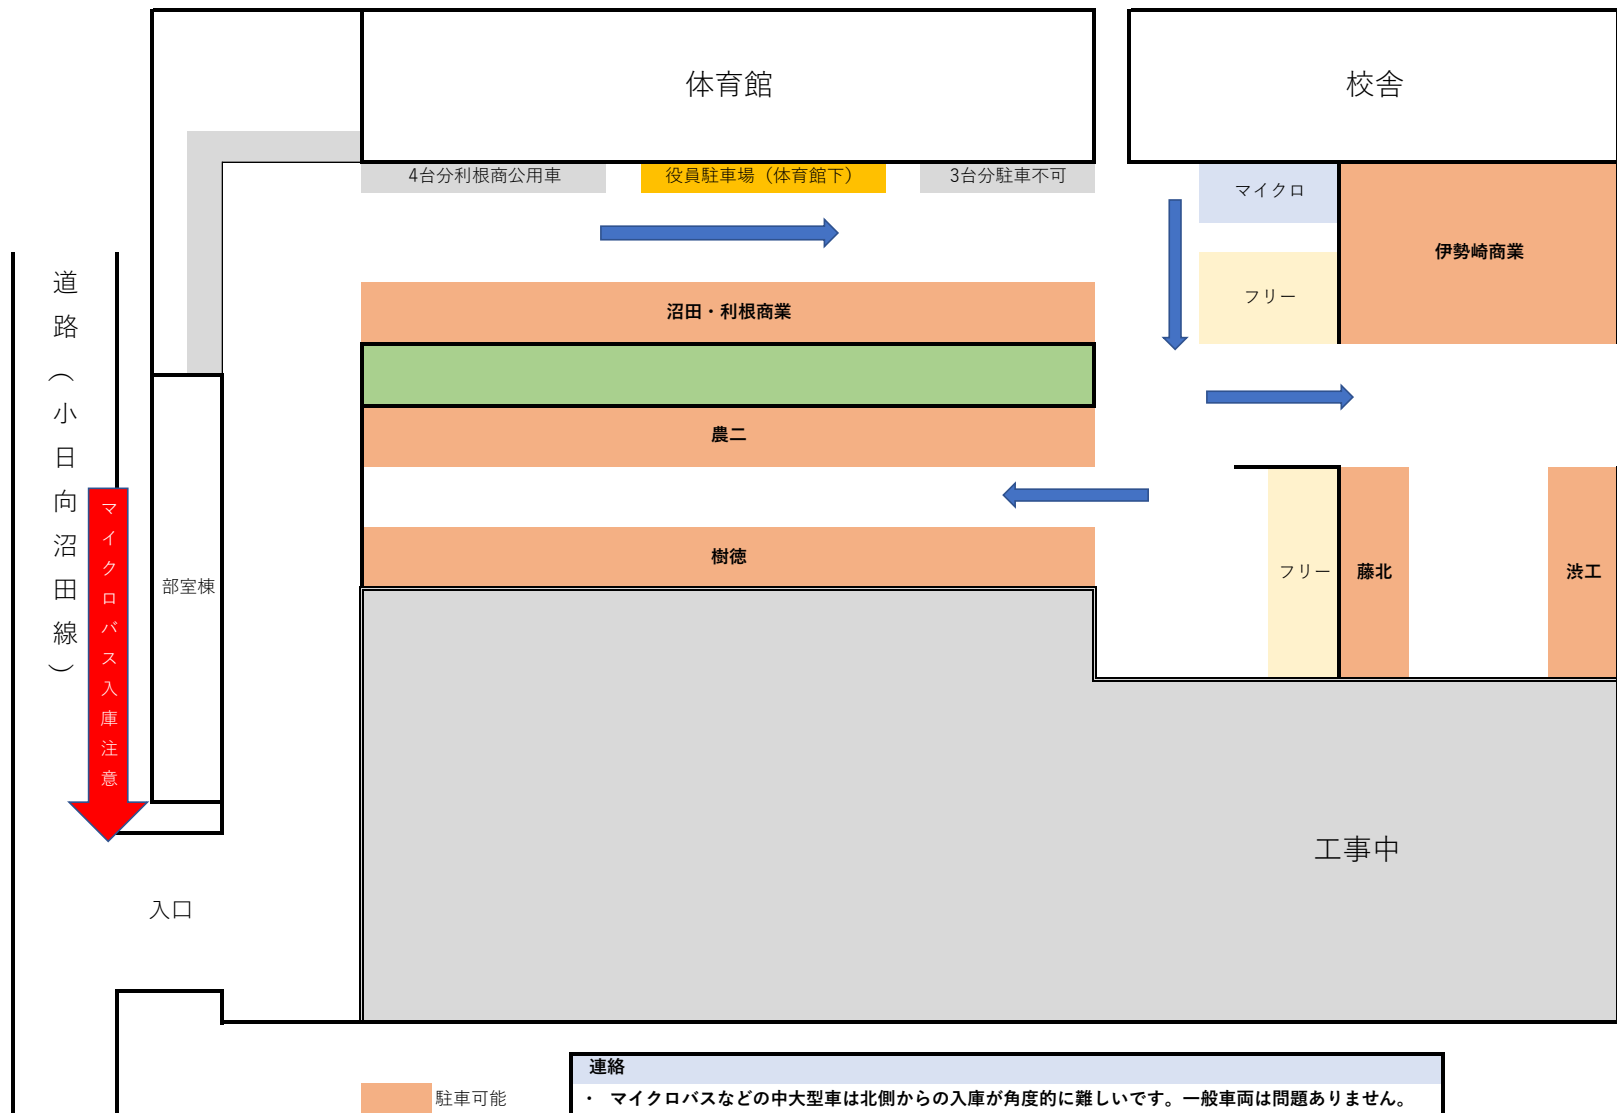 体育館
校舎
4台分利根商公用車
役員駐車場（体育館下）
3台分駐車不可
マイクロ
伊勢崎商業
フリー
沼田・利根商業
道路（小日向沼田線）
農二
マイクロバス入庫注意
樹徳
部室棟
フリー
藤北
渋工
工事中
入口
連絡
駐車可能
・ マイクロバスなどの中大型車は北側からの入庫が角度的に難しいです。一般車両は問題ありません。